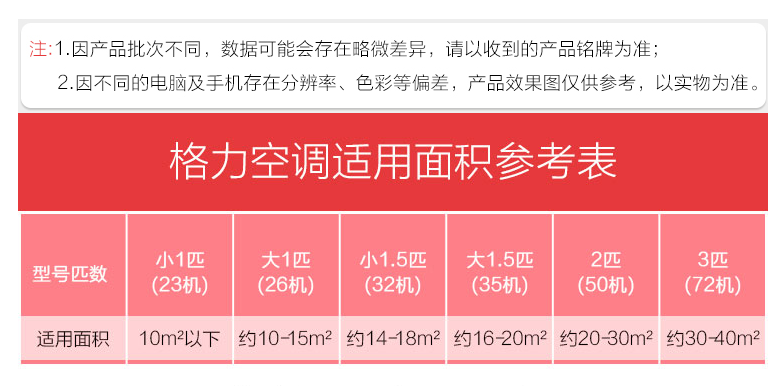 注:1.因产品批次不同，数据可能会存在略微差异，请以收到的产品铭牌为准；
2.因不同的电脑及手机存在分辨率、色彩等偏差，产品效果图仅供参考，以实物为准。
格力空调适用面积参考表
型号匹数 小1匹(23机) 大1匹(26机) 小1.5匹(32机) 大1.5匹(35机) 2匹(50机) 3匹(72机)
适用面积 10m²以下 约10-15m² 约14-18m² 约16-20m² 约20-30m² 约30-40m²